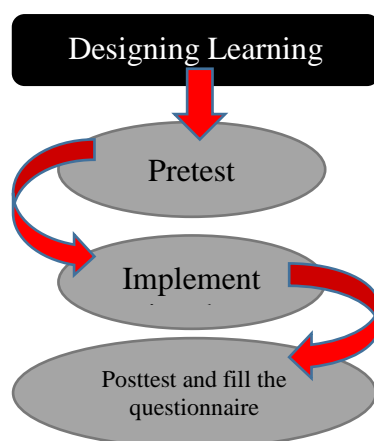 Designing Learning
Pretest
Implement
Posttest and fill the
questionnaire